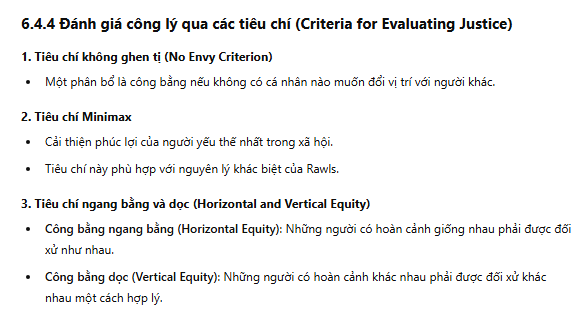 6.4.4 Đánh giá công lý qua các tiêu chí (Criteria for Evaluating Justice)
1. Tiêu chí không ghen tị (No Envy Criterion)
• Một phân bổ là công bằng nếu không có cá nhân nào muốn đổi vị trí với người khác.
2. Tiêu chí Minimax
• Cải thiện phúc lợi của người yếu thế nhất trong xã hội.
• Tiêu chí này phù hợp với nguyên lý khác biệt của Rawls.
3. Tiêu chí ngang bằng và dọc (Horizontal and Vertical Equity)
• Công bằng ngang bằng (Horizontal Equity): Những người có hoàn cảnh giống nhau phải được đối
xử như nhau.
• Công bằng dọc (Vertical Equity): Những người có hoàn cảnh khác nhau phải được đối xử khác
nhau một cách hợp lý.